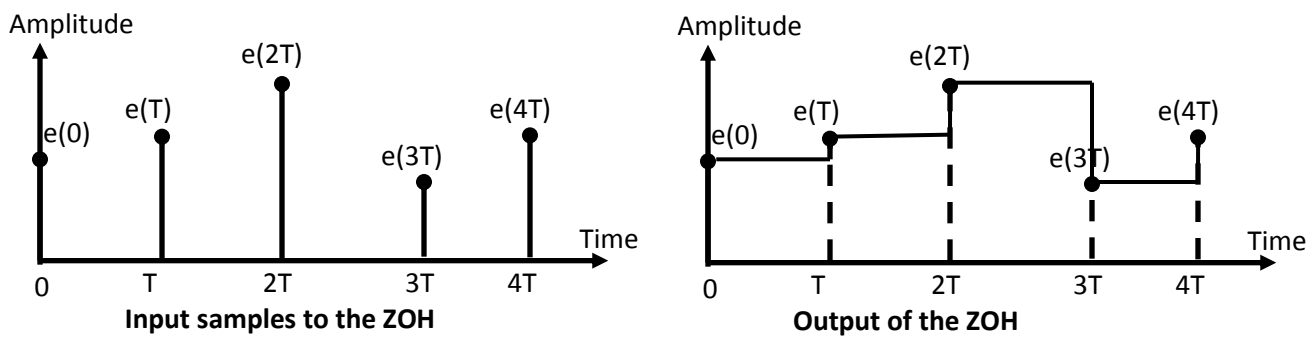 Amplitude
e(0)
e(T)
e(2T)
e(3T)
e(4T)
Time
0 T 2T 3T 4T
Input samples to the ZOH
Amplitude
e(0)
e(T)
e(2T)
e(3T)
e(4T)
Time
0 T 2T 3T 4T
Output of the ZOH